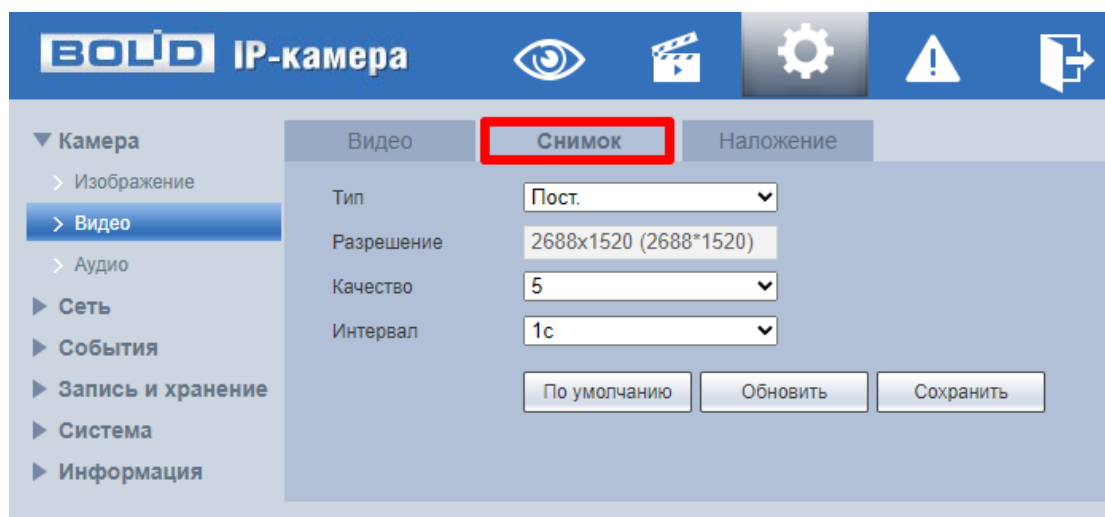 BOLID IP-камера
Камера
Изображение
Видео
Аудио
Сеть
События
Запись и хранение
Система
Информация
Видео Снимок Наложение
Тип Пост.
Разрешение 2688x1520 (2688*1520)
Качество 5
Интервал 1с
По умолчанию Обновить Сохранить